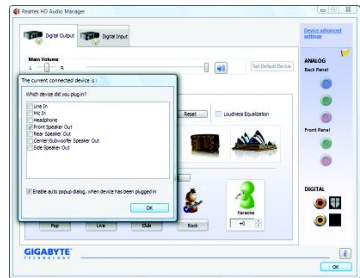 Realtek HD Audio Manager
Digital Output
Digital Input
Device advanced
settings
Main Volume
L
R
Set Default Device
ANALOG
Back Panel
The current connected device is :
Which device did you plug in?
Line In
Mic In
Headphone
Front Speaker Out
Rear Speaker Out
Center/Subwoofer Speaker Out
Side Speaker Out
Reset
Loudness Equalization
Front Panel
Enable auto popup dialog, when device has been plugged in
OK
DIGITAL
Pop
Live
Club
Rock
Karaoke
+0
GIGABYTE
TECHNOLOGY
OK